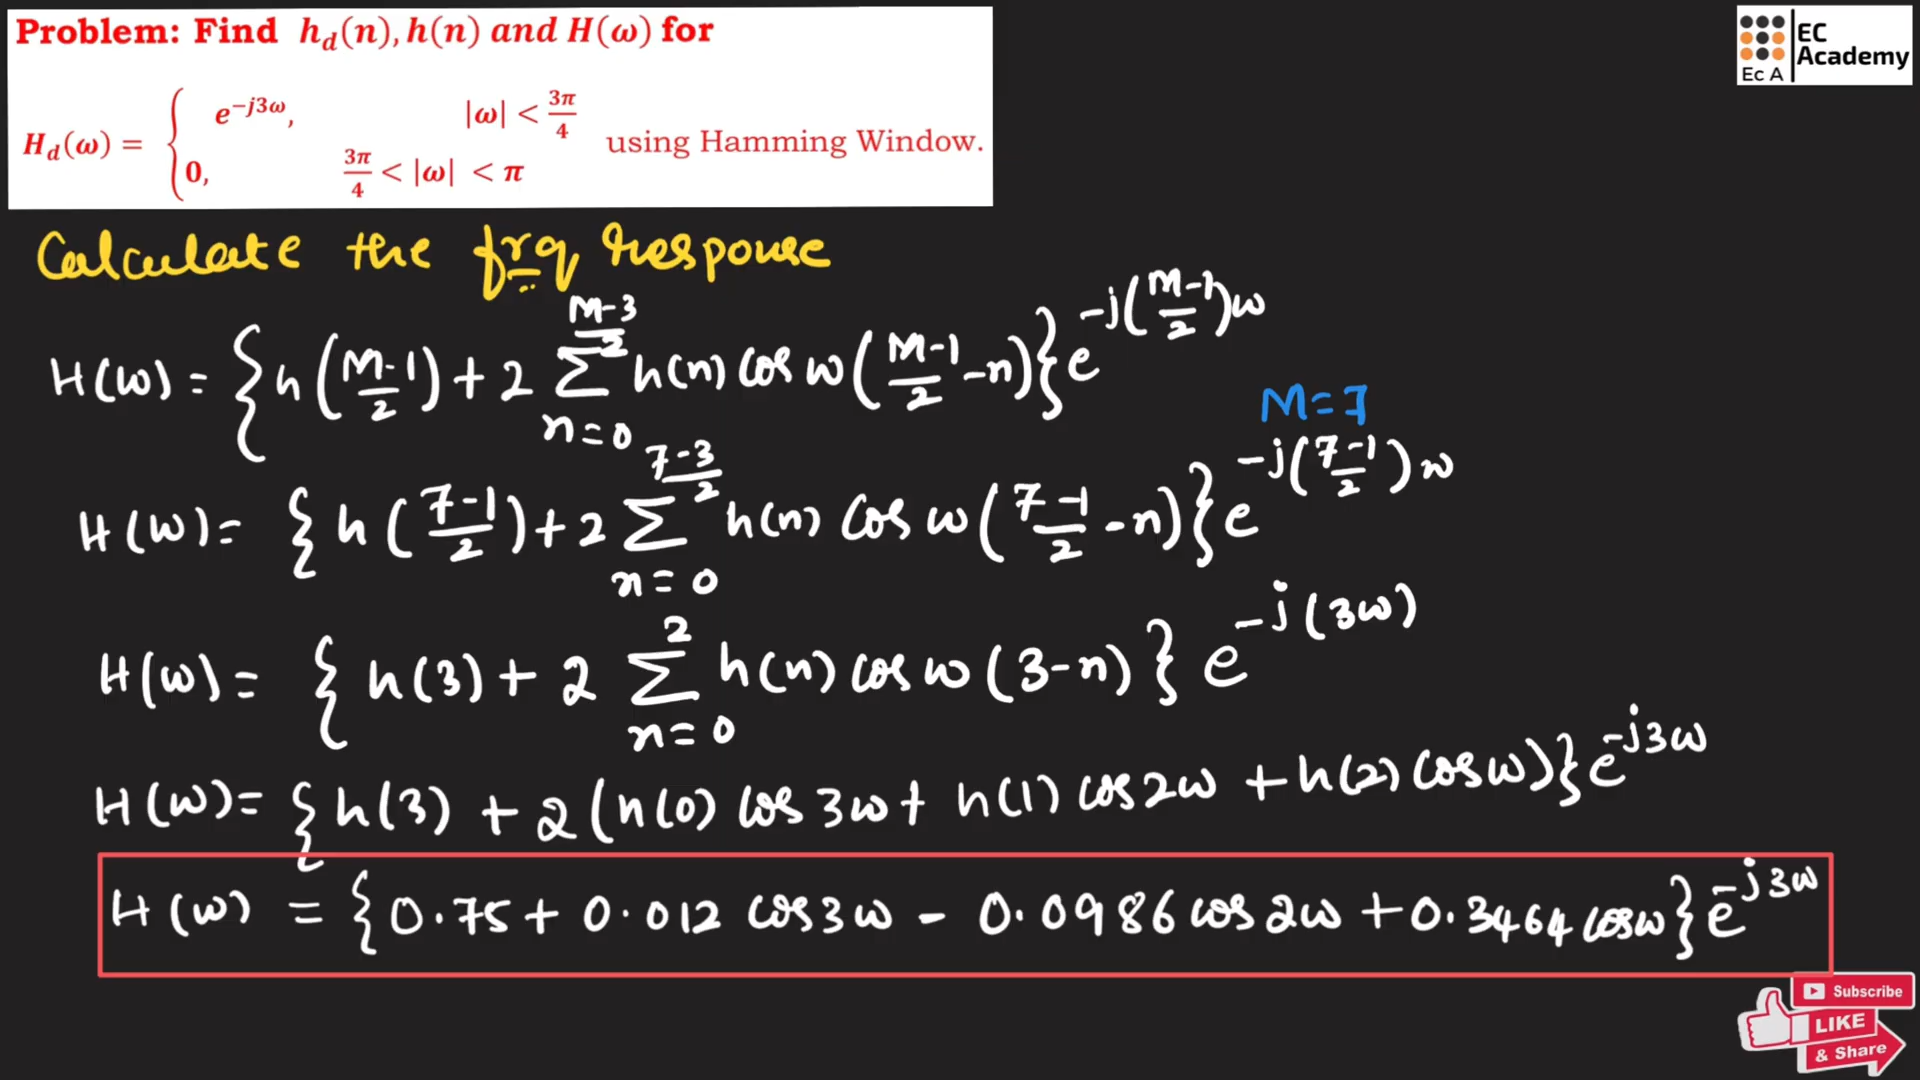 Problem: Find h_d(n), h(n) and H(ω) for
H_d(ω) = { e^{-j3ω}, |ω| < 3π/4
0, 3π/4 < |ω| < π using Hamming Window.
EC Academy
Ec A
Calculate the frq Response
H(ω) = {h((M-1)/2) + 2 Σ_{n=0}^{(M-3)/2} h(n) cos ω((M-1)/2 - n)} e^{-j((M-1)/2)ω}
M=7
H(ω) = {h((7-1)/2) + 2 Σ_{n=0}^{(7-3)/2} h(n) cos ω((7-1)/2 - n)} e^{-j((7-1)/2)ω}
H(ω) = {h(3) + 2 Σ_{n=0}^{2} h(n) cos ω(3-n)} e^{-j(3ω)}
H(ω) = {h(3) + 2(h(0) cos 3ω + h(1) cos 2ω + h(2) cos ω)} e^{-j3ω}
H(ω) = {0.75 + 0.012 cos 3ω - 0.0986 cos 2ω + 0.3464 cos ω} e^{-j3ω}
Subscribe
LIKE
& Share